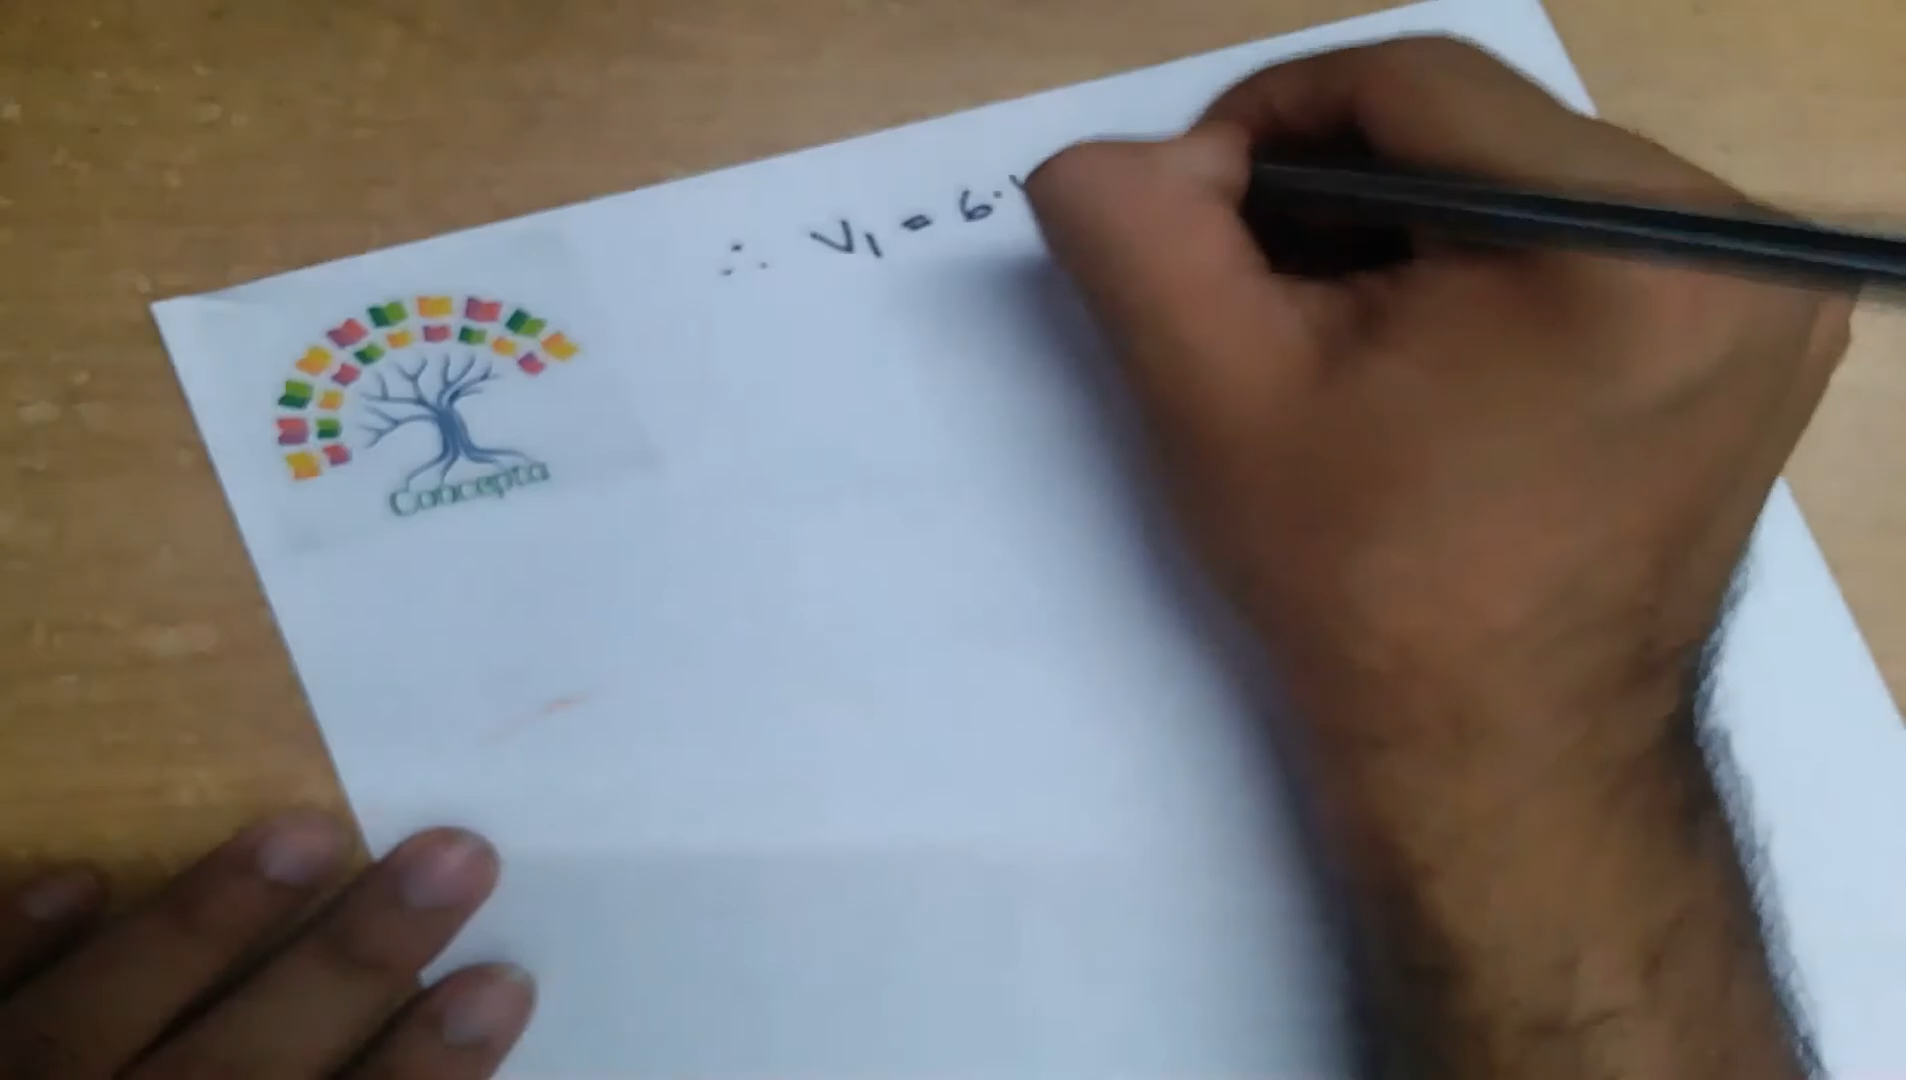 ∴ V1 = 6.
Concepta